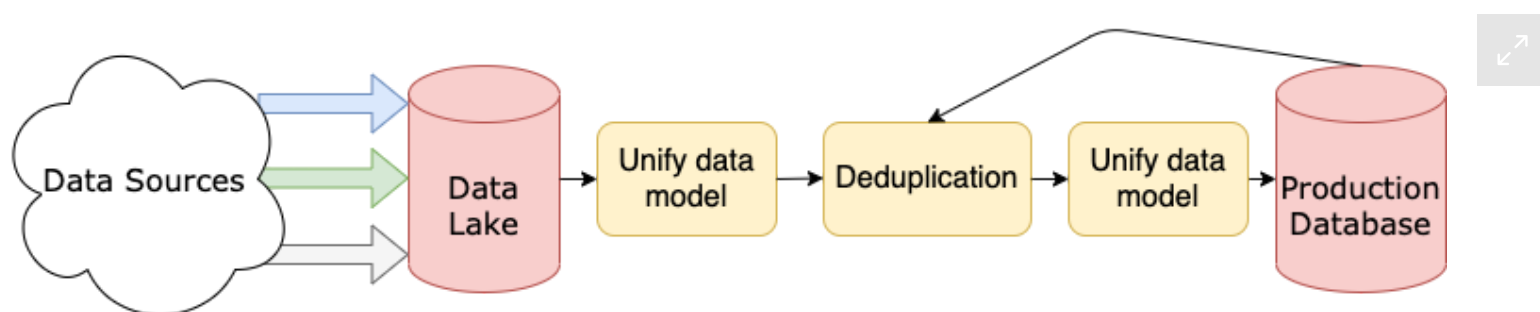 Data Sources
Data
Lake
Unify data
model
Deduplication
Unify data
model
Production
Database